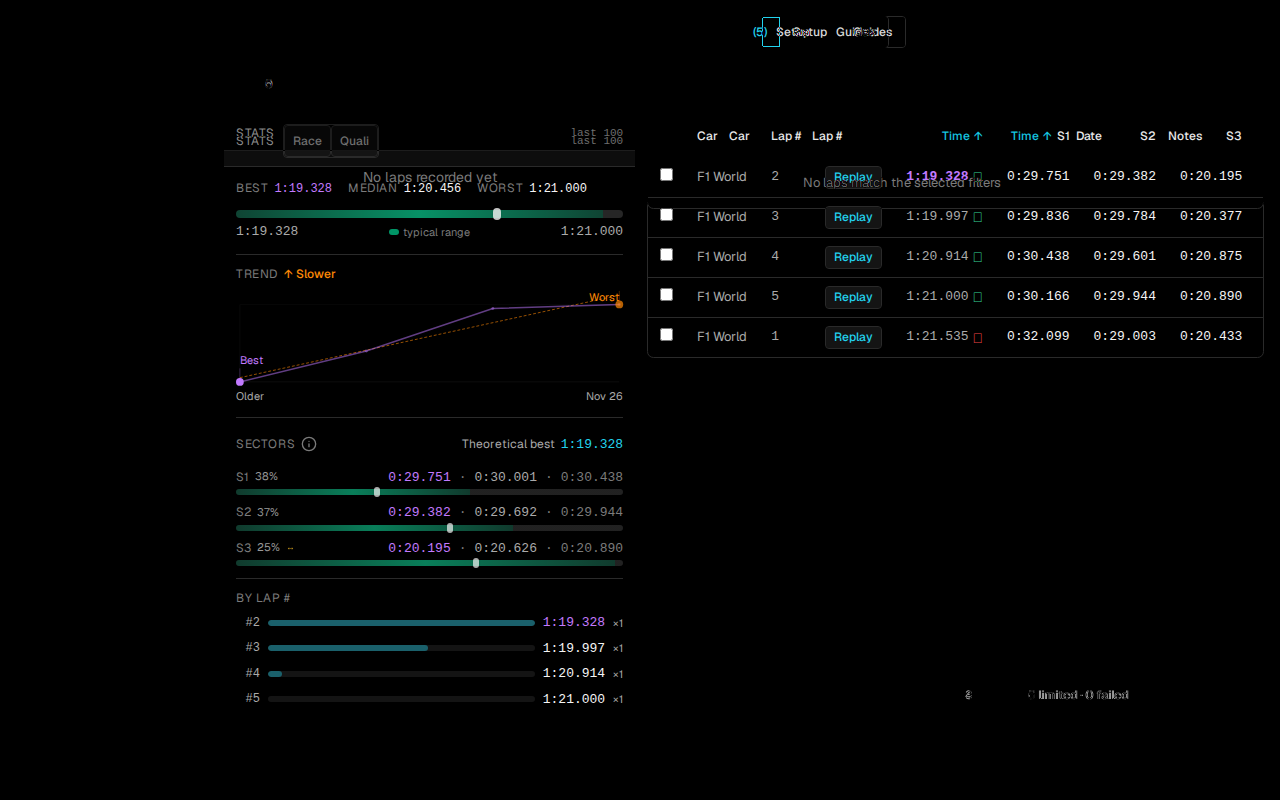 (5) Setup Guides
STATS
STATS Race Quali last 100
last 100
No laps recorded yet
BEST 1:19.328 MEDIAN 1:20.456 WORST 1:21.000
1:19.328 typical range 1:21.000
TREND ↑ Slower
Worst
Best
Older Nov 26
SECTORS Theoretical best 1:19.328
S1 38% 0:29.751 · 0:30.001 · 0:30.438
S2 37% 0:29.382 · 0:29.692 · 0:29.944
S3 25% ↔ 0:20.195 · 0:20.626 · 0:20.890
BY LAP #
#2 1:19.328 ×1
#3 1:19.997 ×1
#4 1:20.914 ×1
#5 1:21.000 ×1
Car Car Lap # Lap # Time ↑ Time ↑ S1 Date S2 Notes S3
F1 World 2 Replay 1:19.328 0:29.751 0:29.382 0:20.195
No laps match the selected filters
F1 World 3 Replay 1:19.997 0:29.836 0:29.784 0:20.377
F1 World 4 Replay 1:20.914 0:30.438 0:29.601 0:20.875
F1 World 5 Replay 1:21.000 0:30.166 0:29.944 0:20.890
F1 World 1 Replay 1:21.535 0:32.099 0:29.003 0:20.433
limited · 0 failed